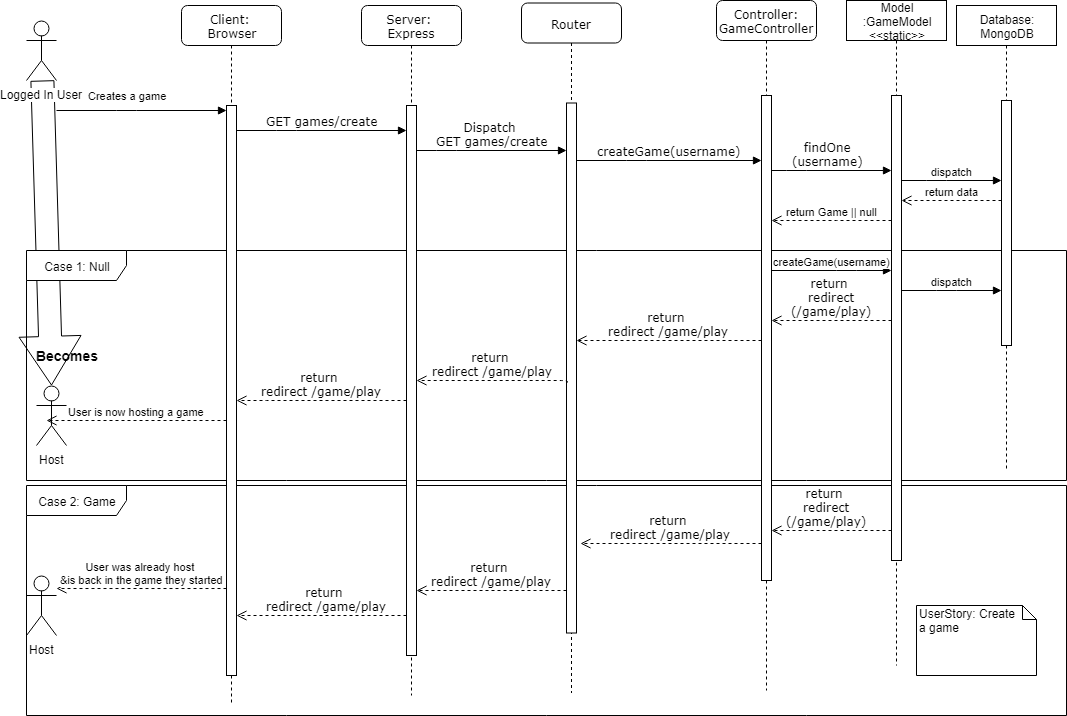 Client:
Browser
Server:
Express
Router
Controller:
GameController
Model
:GameModel
<<static>>
Database:
MongoDB
Logged In User
Creates a game
GET games/create
Dispatch
GET games/create
createGame(username)
findOne
(username)
dispatch
return data
return Game || null
Case 1: Null
createGame(username)
dispatch
return
redirect
(/game/play)
return
redirect /game/play
return
redirect /game/play
return
redirect /game/play
Becomes
User is now hosting a game
Host
Case 2: Game
return
redirect
(/game/play)
return
redirect /game/play
return
redirect /game/play
return
redirect /game/play
User was already host
&is back in the game they started
Host
UserStory: Create
a game